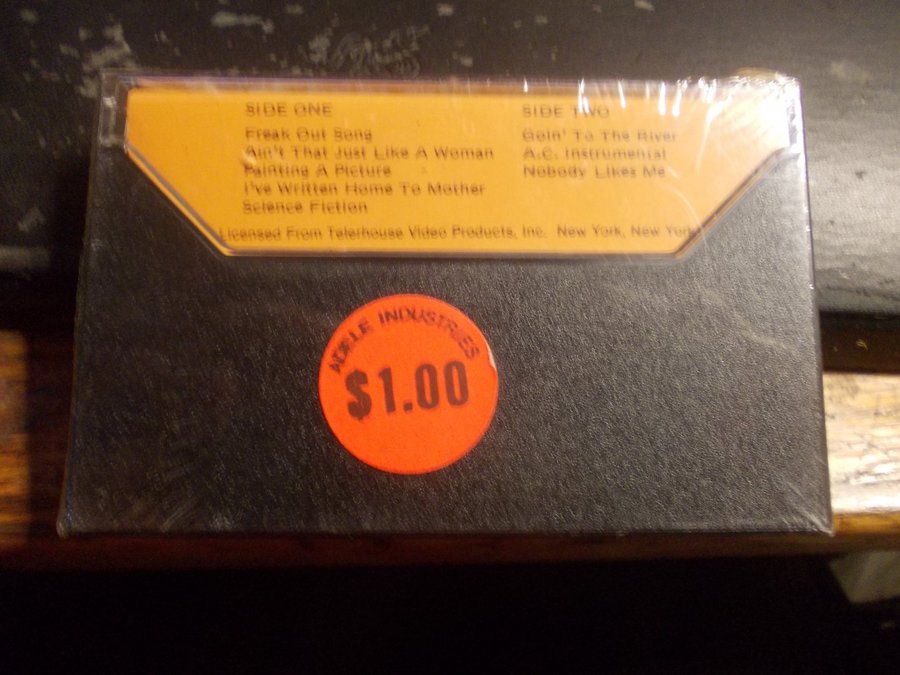 SIDE ONE
Freak Out Song
Ain't That Just Like A Woman
Painting A Picture
I've Written Home To Mother
Science Fiction
SIDE TWO
Goin' To The River
A.C. Instrumental
Nobody Likes Me
Licensed From Telerhouse Video Products, Inc. New York, New York
ADELE INDUSTRIES
$1.00